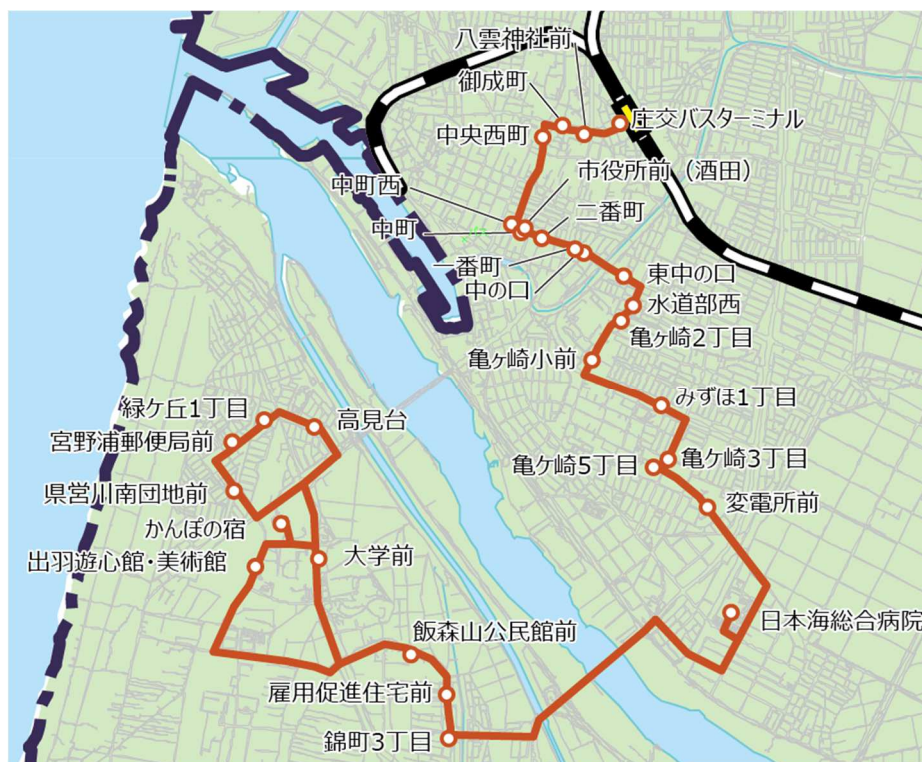 八雲神社前
御成町
庄交バスターミナル
中央西町
市役所前（酒田）
中町西
二番町
中町
一番町
中の口
東中の口
水道部西
亀ヶ崎2丁目
亀ヶ崎小前
みずほ1丁目
緑ケ丘1丁目
高見台
宮野浦郵便局前
亀ケ崎5丁目
亀ケ崎3丁目
県営川南団地前
変電所前
かんぽの宿
出羽遊心館・美術館
大学前
日本海総合病院
飯森山公民館前
雇用促進住宅前
錦町3丁目